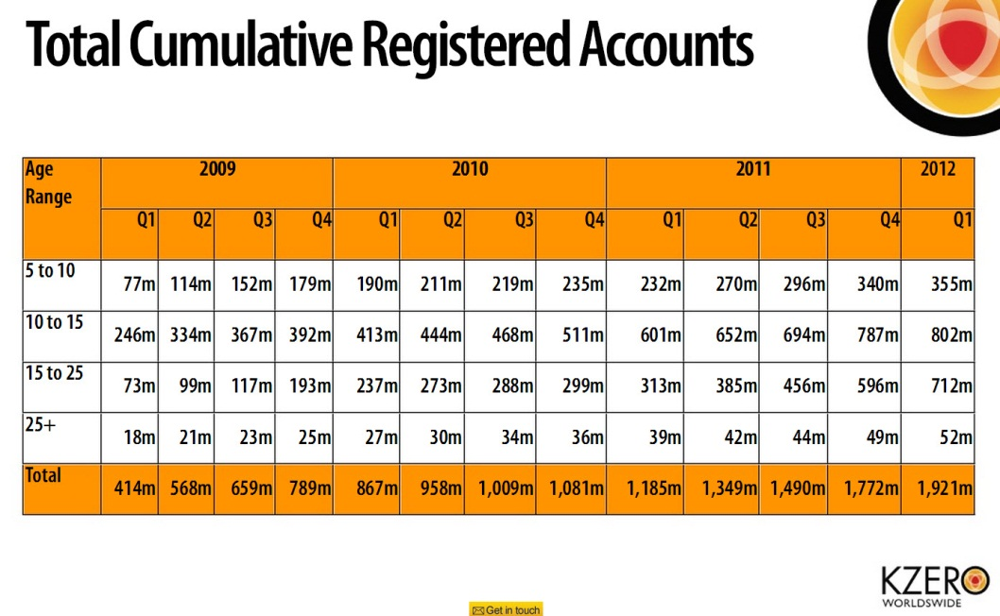 Total Cumulative Registered Accounts
Age Range 2009 2010 2011 2012
Q1 Q2 Q3 Q4 Q1 Q2 Q3 Q4 Q1 Q2 Q3 Q4 Q1
5 to 10 77m 114m 152m 179m 190m 211m 219m 235m 232m 270m 296m 340m 355m
10 to 15 246m 334m 367m 392m 413m 444m 468m 511m 601m 652m 694m 787m 802m
15 to 25 73m 99m 117m 193m 237m 273m 288m 299m 313m 385m 456m 596m 712m
25+ 18m 21m 23m 25m 27m 30m 34m 36m 39m 42m 44m 49m 52m
Total 414m 568m 659m 789m 867m 958m 1,009m 1,081m 1,185m 1,349m 1,490m 1,772m 1,921m
KZERO
WORLDSWIDE
Get in touch